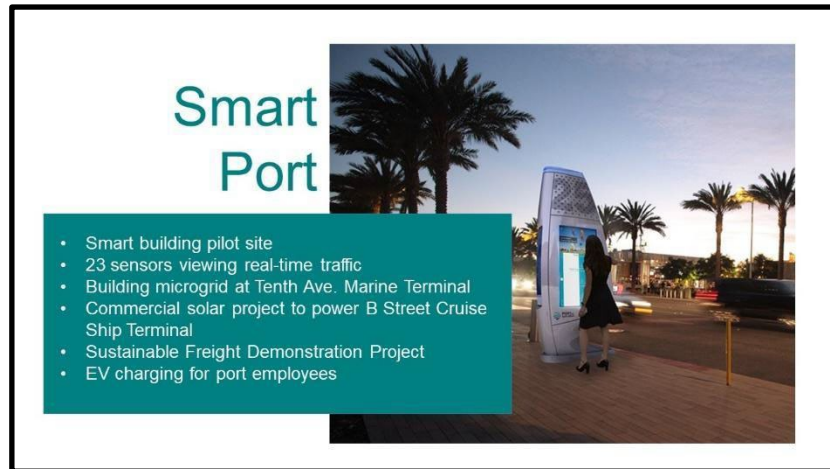 Smart
Port
• Smart building pilot site
• 23 sensors viewing real-time traffic
• Building microgrid at Tenth Ave. Marine Terminal
• Commercial solar project to power B Street Cruise
Ship Terminal
• Sustainable Freight Demonstration Project
• EV charging for port employees